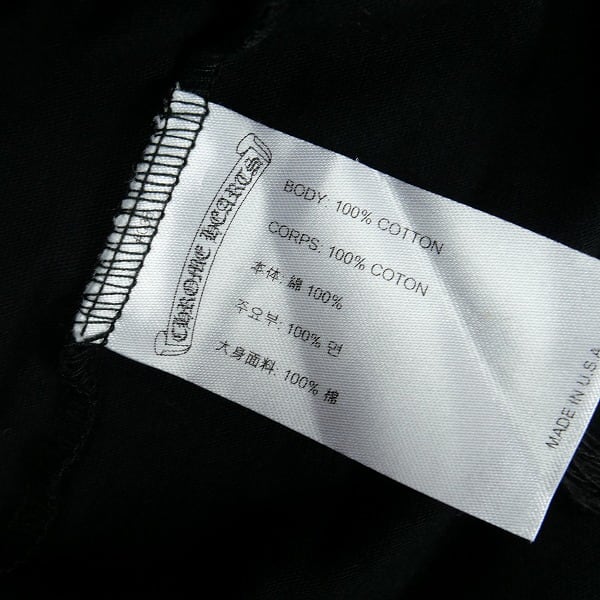 CHROME HEARTS
BODY: 100% COTTON
CORPS: 100% COTON
本体: 綿 100%
주요부: 100% 면
大身面料: 100% 棉
MADE IN U.S.A